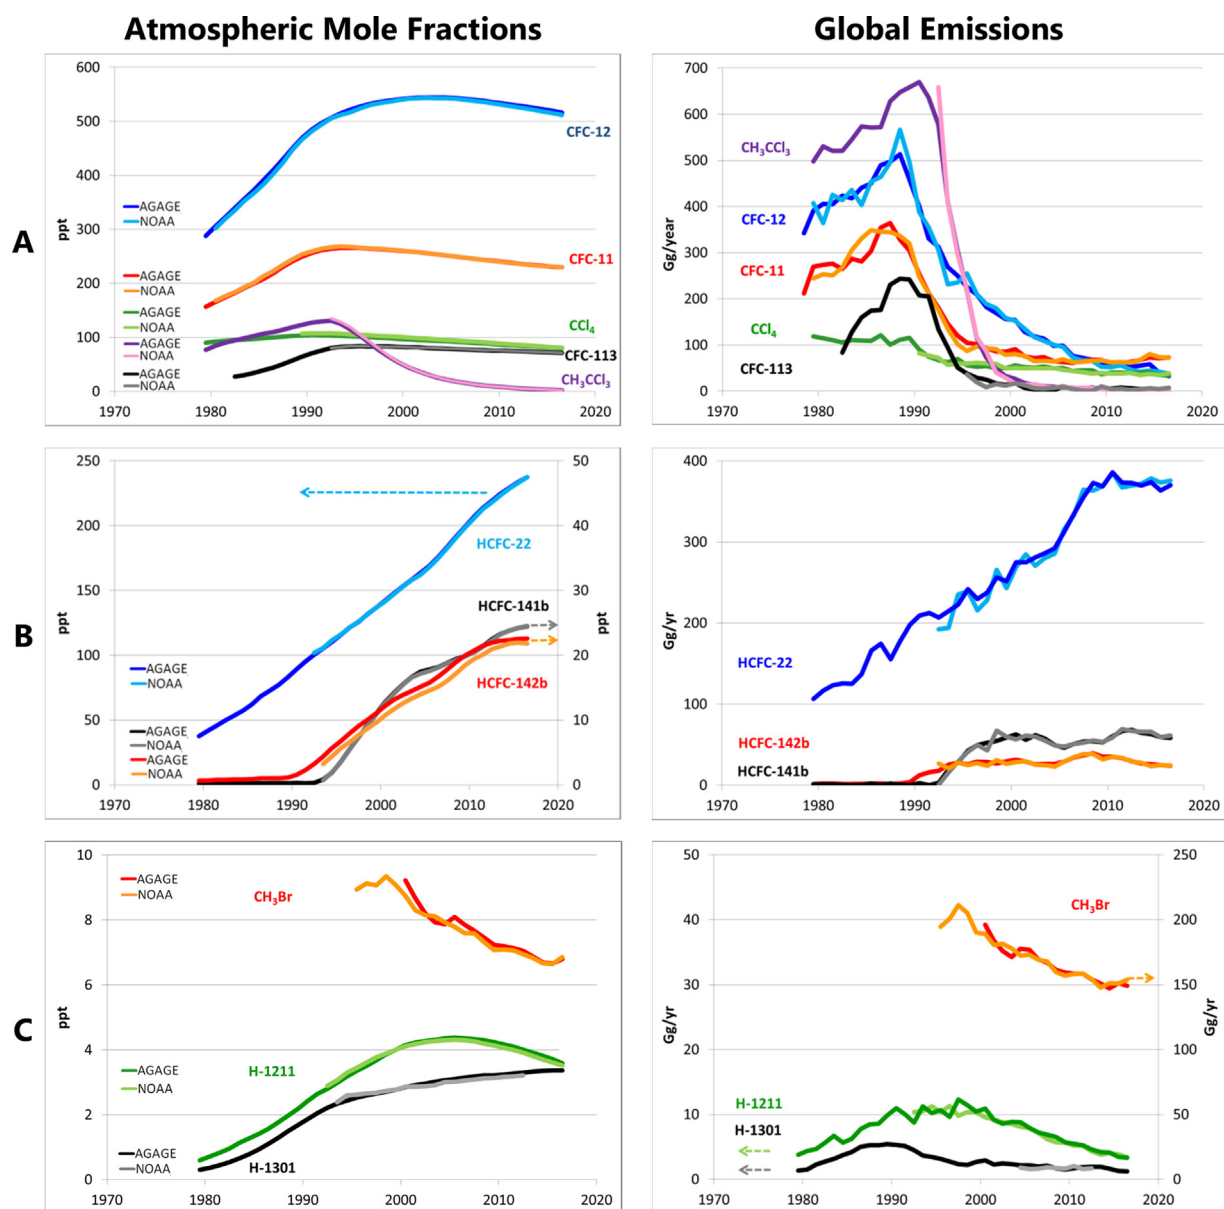 Atmospheric Mole Fractions
Global Emissions
A
ppt
600
500
400
300
200
100
0
1970
1980
1990
2000
2010
2020
CFC-12
AGAGE
NOAA
CFC-11
AGAGE
NOAA
AGAGE
NOAA
AGAGE
NOAA
AGAGE
NOAA
CCl4
CFC-113
CH3CCl3
Gg/year
700
600
500
400
300
200
100
0
1970
1980
1990
2000
2010
2020
CH3CCl3
CFC-12
CFC-11
CCl4
CFC-113
B
ppt
250
200
150
100
50
0
1970
1980
1990
2000
2010
2020
50
40
30
20
10
0
ppt
HCFC-22
HCFC-141b
HCFC-142b
AGAGE
NOAA
AGAGE
NOAA
AGAGE
NOAA
Gg/yr
400
300
200
100
0
1970
1980
1990
2000
2010
2020
HCFC-22
HCFC-142b
HCFC-141b
C
ppt
10
8
6
4
2
0
1970
1980
1990
2000
2010
2020
AGAGE
NOAA
CH3Br
AGAGE
NOAA
H-1211
AGAGE
NOAA
H-1301
Gg/yr
50
40
30
20
10
0
1970
1980
1990
2000
2010
2020
250
200
150
100
50
0
Gg/yr
CH3Br
H-1211
H-1301